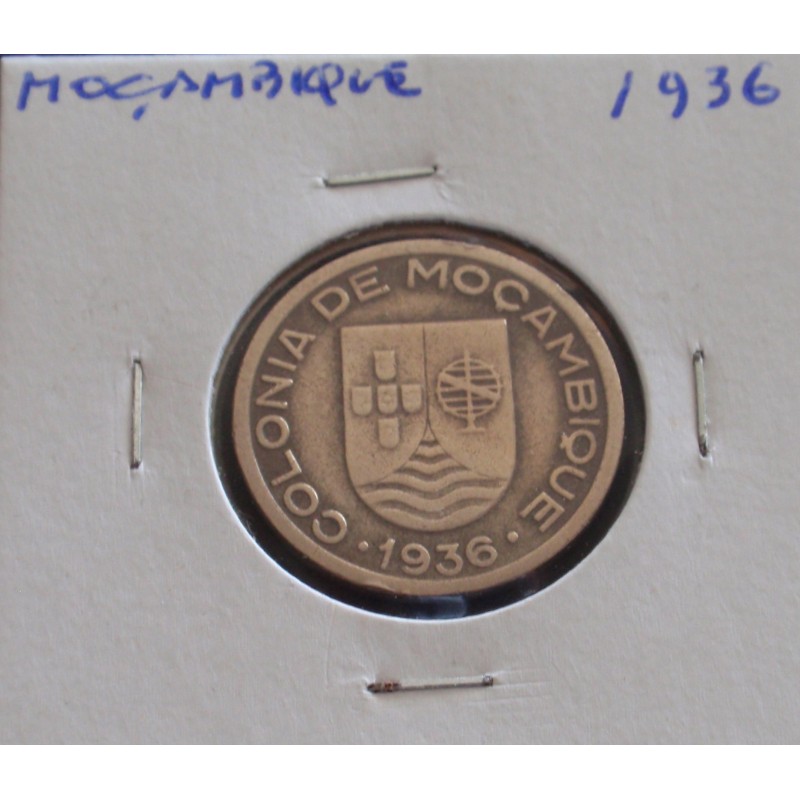 MOÇAMBIQUE 1936
COLONIA DE MOÇAMBIQUE
· 1936 ·